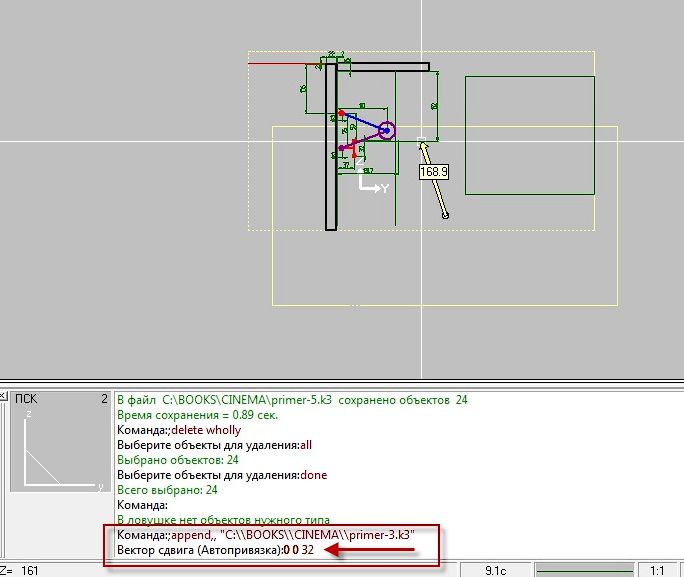 168.9
Z
Y
ПСК 2
z
y
В файл C:\BOOKS\CINEMA\primer-5.k3 сохранено объектов 24
Время сохранения = 0.89 сек.
Команда:;delete wholly
Выберите объекты для удаления:all
Выбрано объектов: 24
Выберите объекты для удаления:done
Всего выбрано: 24
Команда:
В ловушке нет объектов нужного типа
Команда:;append,, "C:\\BOOKS\\CINEMA\\primer-3.k3"
Вектор сдвига (Автопривязка):0 0 32
Z= 161 9.1с 1:1